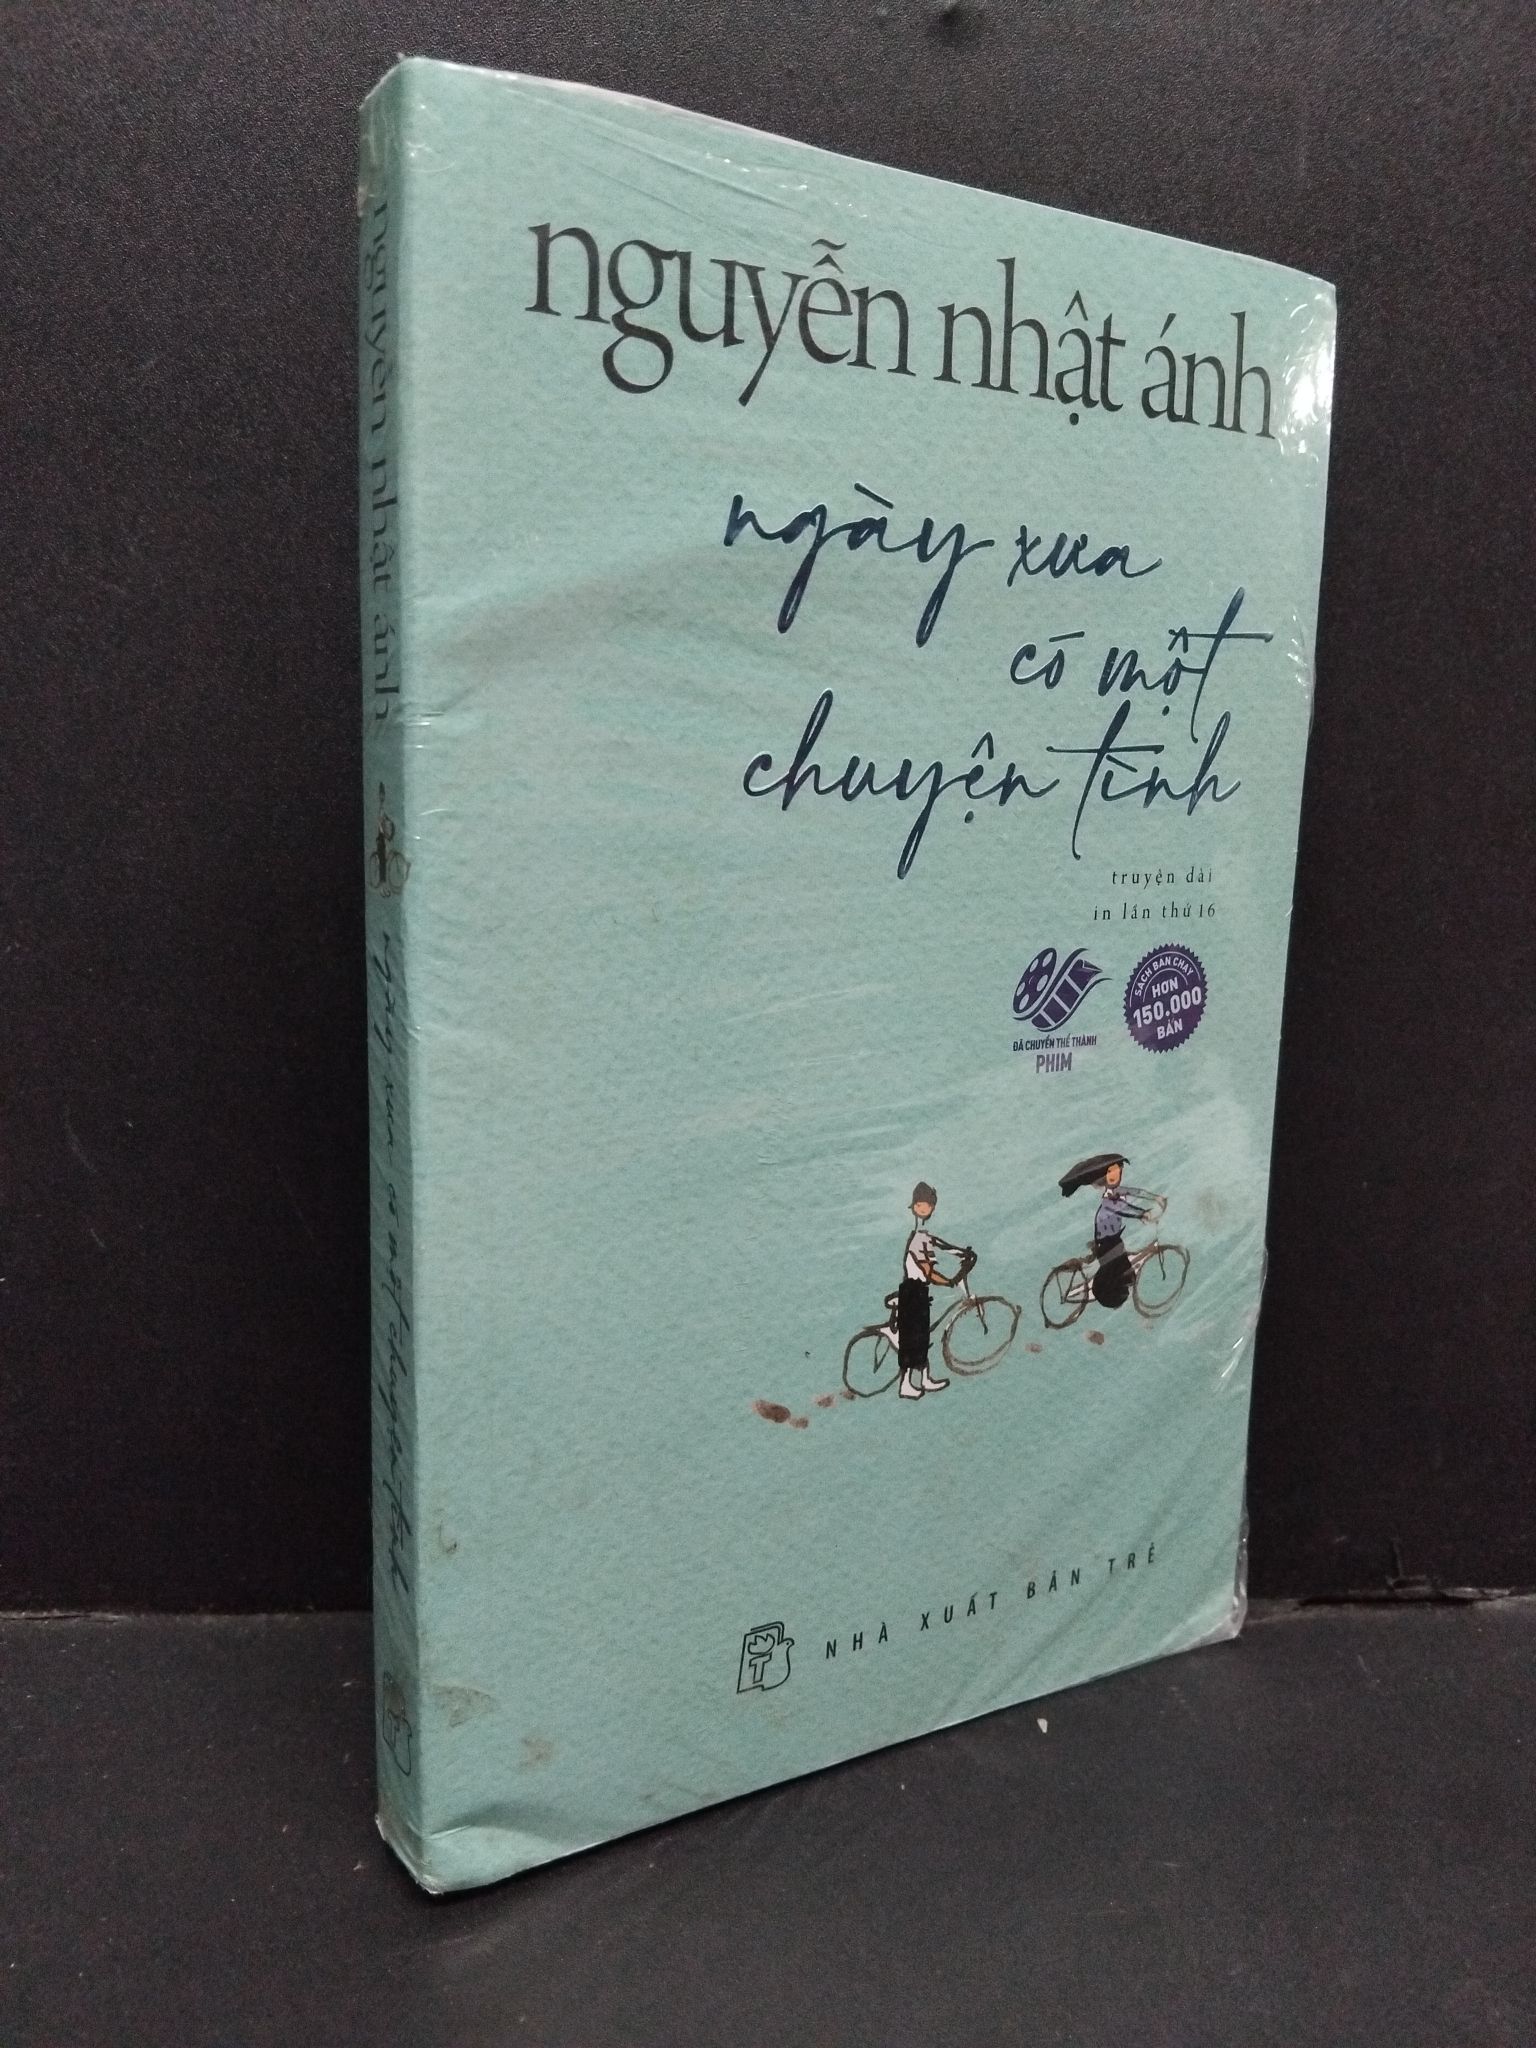 nguyễn nhật ánh
ngày xưa
có một
chuyện tình
truyện dài
in lần thứ 16
ĐÃ CHUYỂN THỂ THÀNH
PHIM
SÁCH BÁN CHẠY
HƠN
150.000
BẢN
NHÀ XUẤT BẢN TRẺ
nguyễn nhật ánh
ngày xưa có một chuyện tình